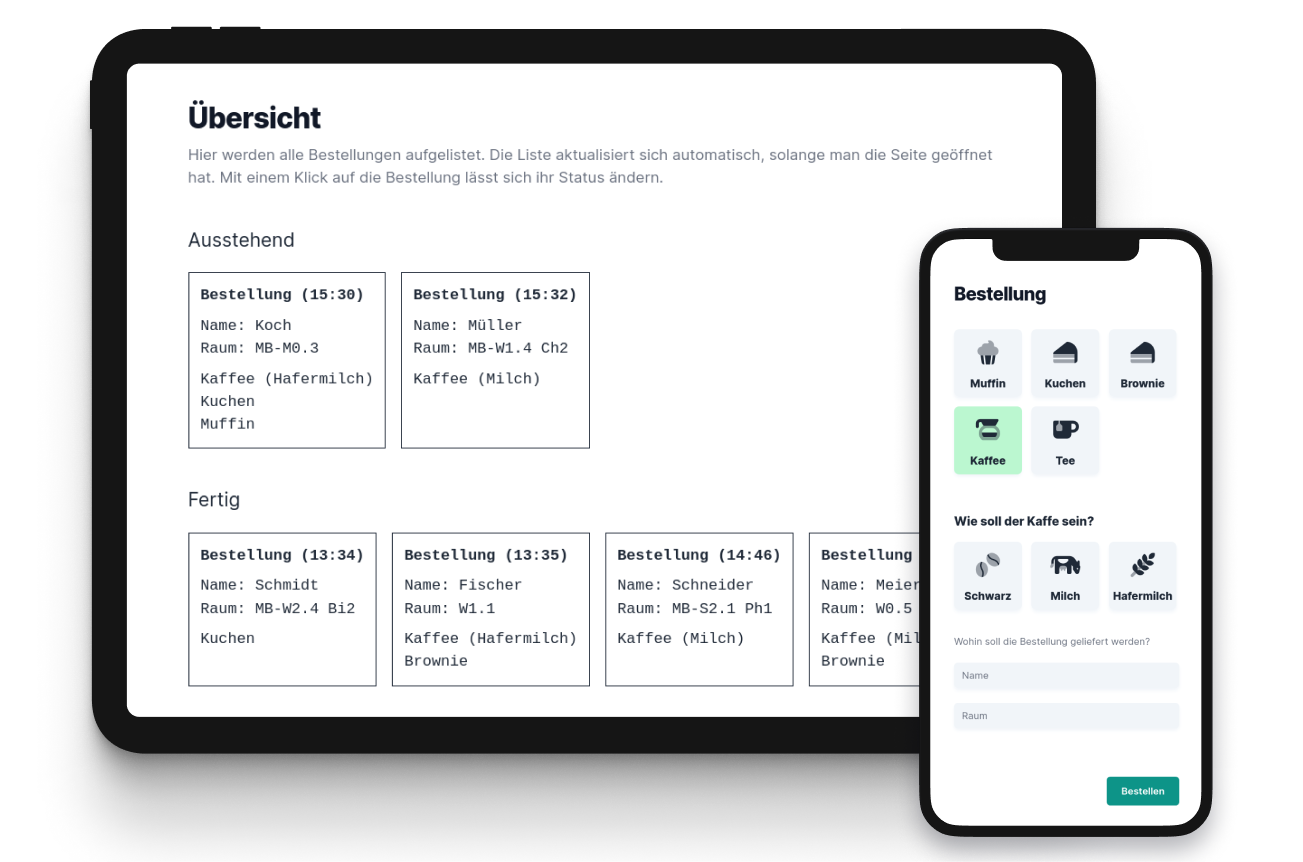 Übersicht
Hier werden alle Bestellungen aufgelistet. Die Liste aktualisiert sich automatisch, solange man die Seite geöffnet
hat. Mit einem Klick auf die Bestellung lässt sich ihr Status ändern.
Ausstehend
Bestellung (15:30)
Name: Koch
Raum: MB-M0.3
Kaffee (Hafermilch)
Kuchen
Muffin
Bestellung (15:32)
Name: Müller
Raum: MB-W1.4 Ch2
Kaffee (Milch)
Fertig
Bestellung (13:34)
Name: Schmidt
Raum: MB-W2.4 Bi2
Kuchen
Bestellung (13:35)
Name: Fischer
Raum: W1.1
Kaffee (Hafermilch)
Brownie
Bestellung (14:46)
Name: Schneider
Raum: MB-S2.1 Ph1
Kaffee (Milch)
Bestellung
Name: Meier
Raum: W0.5
Kaffee (Mil
Brownie
Bestellung
Muffin
Kuchen
Brownie
Kaffee
Tee
Wie soll der Kaffe sein?
Schwarz
Milch
Hafermilch
Wohin soll die Bestellung geliefert werden?
Name
Raum
Bestellen